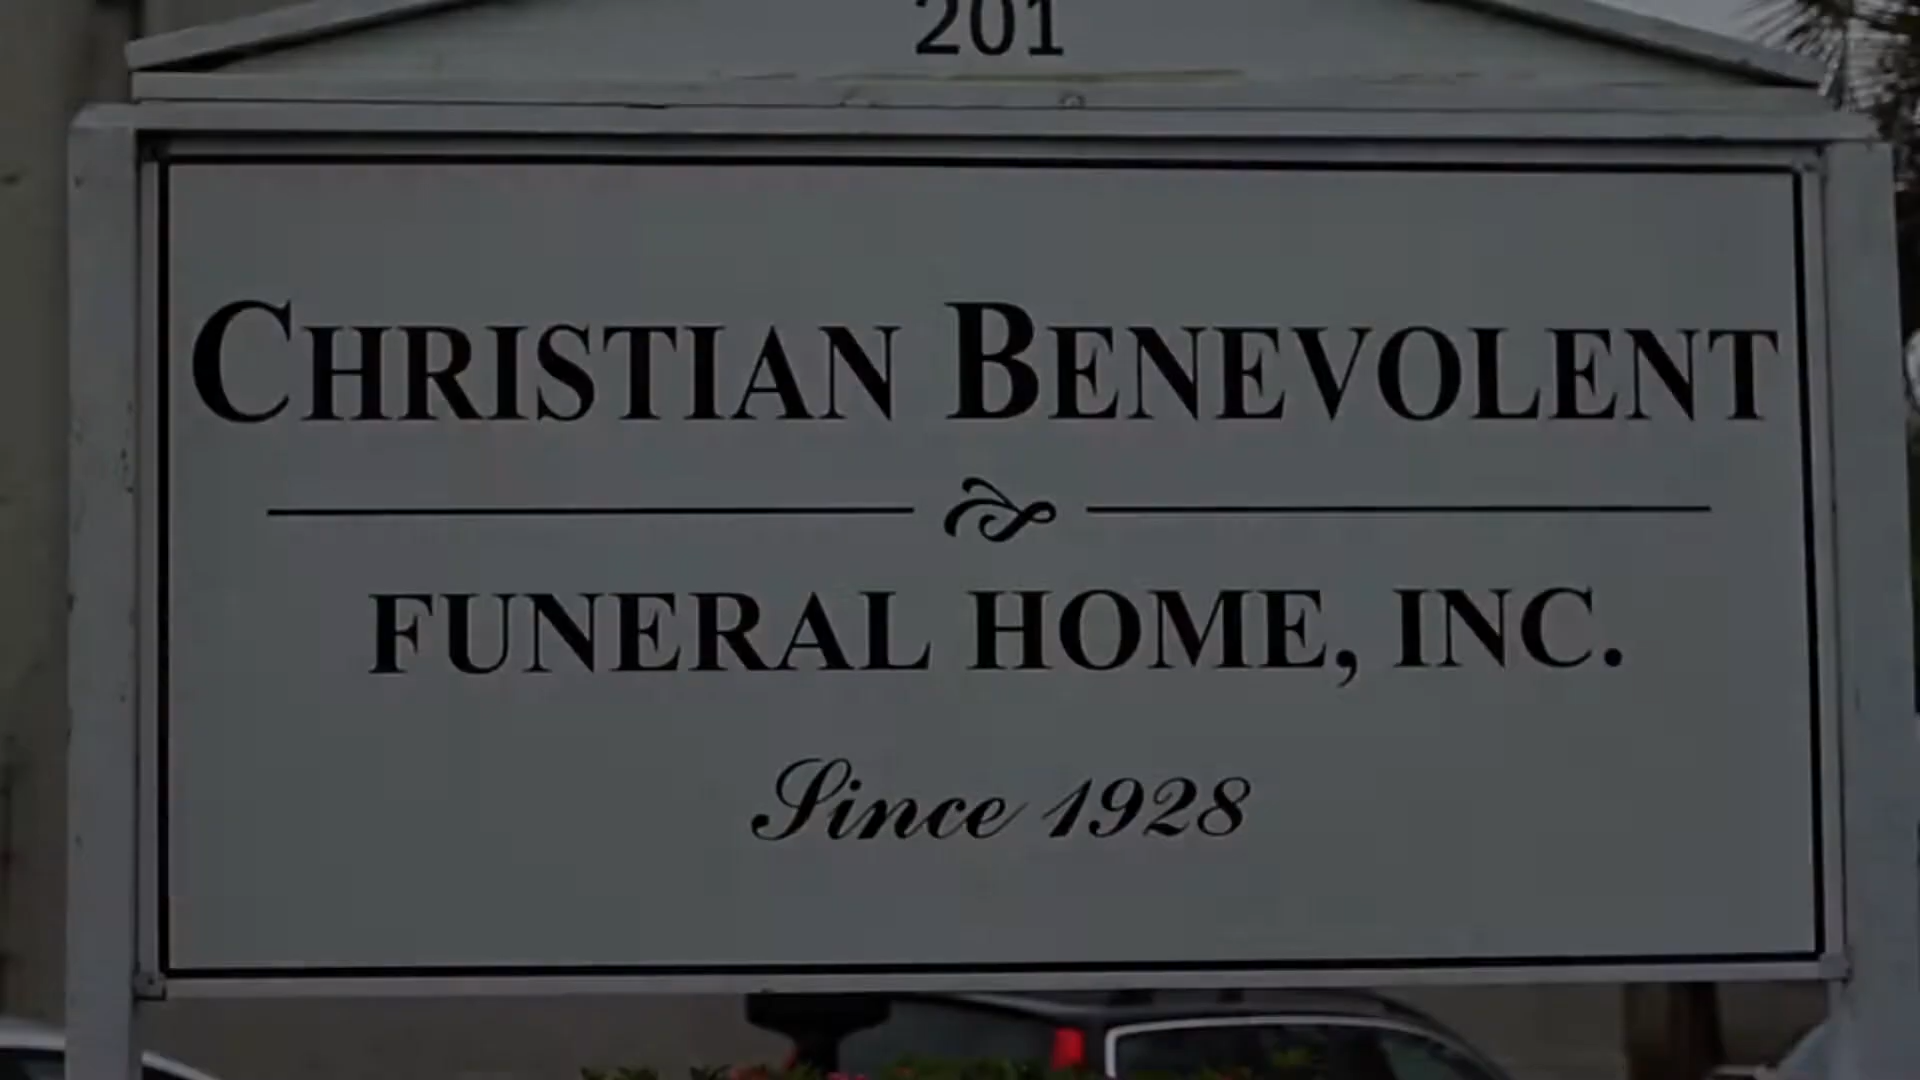 201
CHRISTIAN BENEVOLENT
FUNERAL HOME, INC.
Since 1928